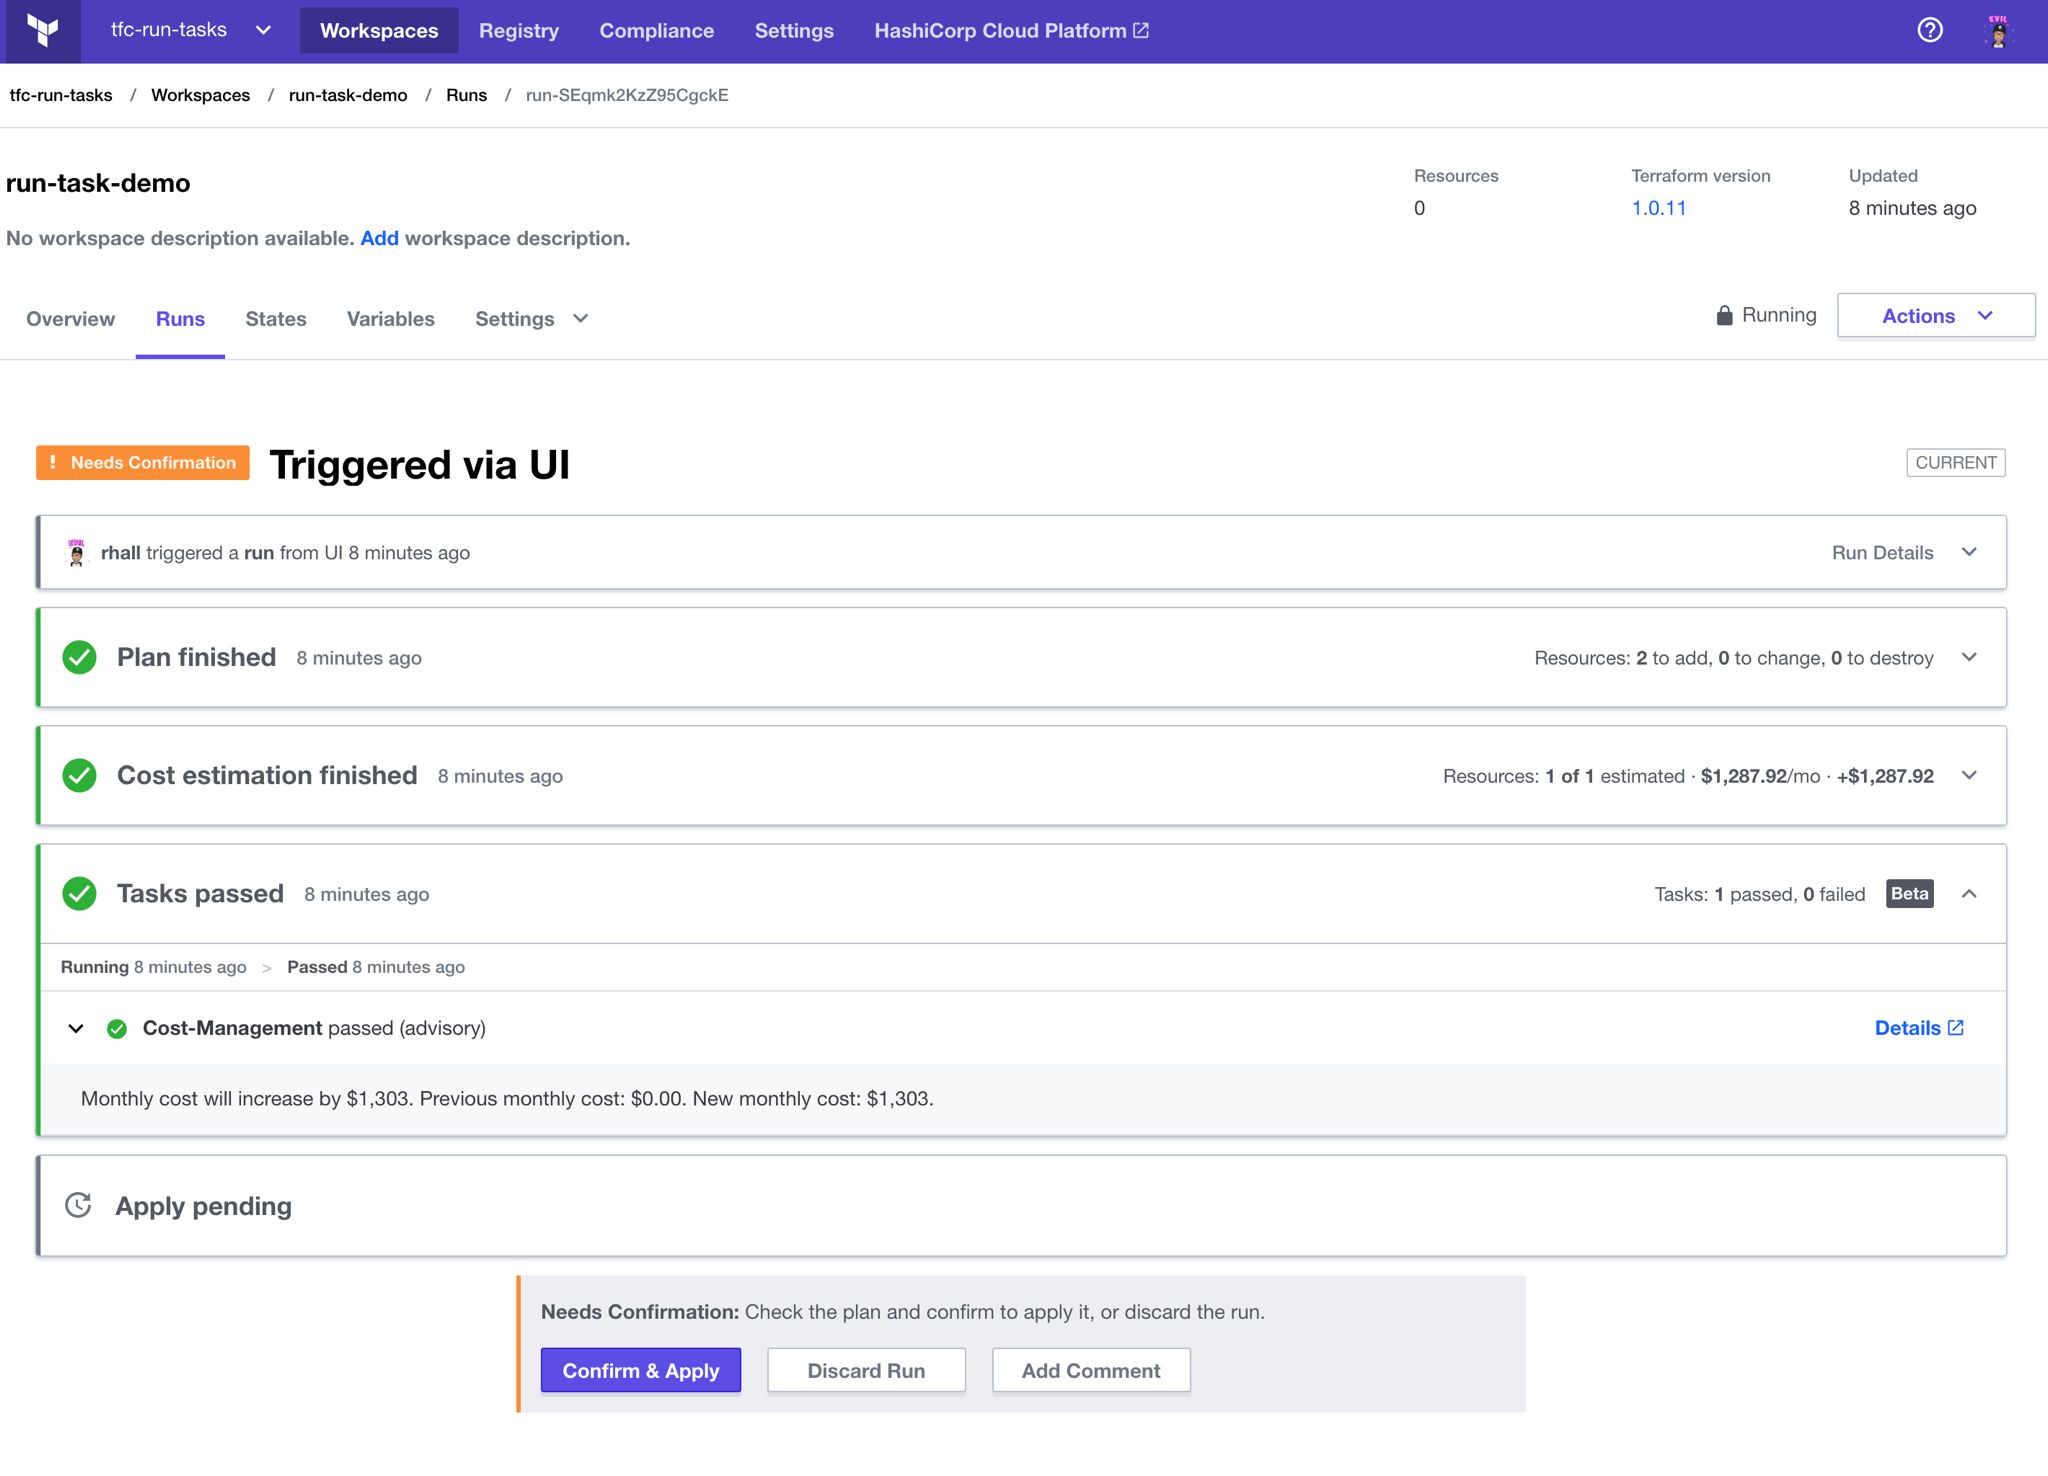 tfc-run-tasks Workspaces Registry Compliance Settings HashiCorp Cloud Platform
tfc-run-tasks / Workspaces / run-task-demo / Runs / run-SEqmk2KzZ95CgckE
run-task-demo
No workspace description available. Add workspace description.
Resources
0
Terraform version
1.0.11
Updated
8 minutes ago
Overview Runs States Variables Settings
Running Actions
! Needs Confirmation Triggered via UI CURRENT
rhall triggered a run from UI 8 minutes ago Run Details
Plan finished 8 minutes ago Resources: 2 to add, 0 to change, 0 to destroy
Cost estimation finished 8 minutes ago Resources: 1 of 1 estimated · $1,287.92/mo · +$1,287.92
Tasks passed 8 minutes ago Tasks: 1 passed, 0 failed Beta
Running 8 minutes ago > Passed 8 minutes ago
Cost-Management passed (advisory) Details
Monthly cost will increase by $1,303. Previous monthly cost: $0.00. New monthly cost: $1,303.
Apply pending
Needs Confirmation: Check the plan and confirm to apply it, or discard the run.
Confirm & Apply Discard Run Add Comment